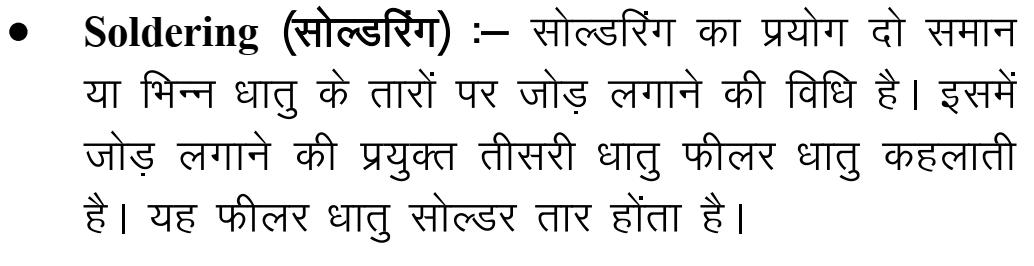 • Soldering (सोल्डरिंग) :– सोल्डरिंग का प्रयोग दो समान
या भिन्न धातु के तारों पर जोड़ लगाने की विधि है। इसमें
जोड़ लगाने की प्रयुक्त तीसरी धातु फीलर धातु कहलाती
है। यह फीलर धातु सोल्डर तार होंता है।